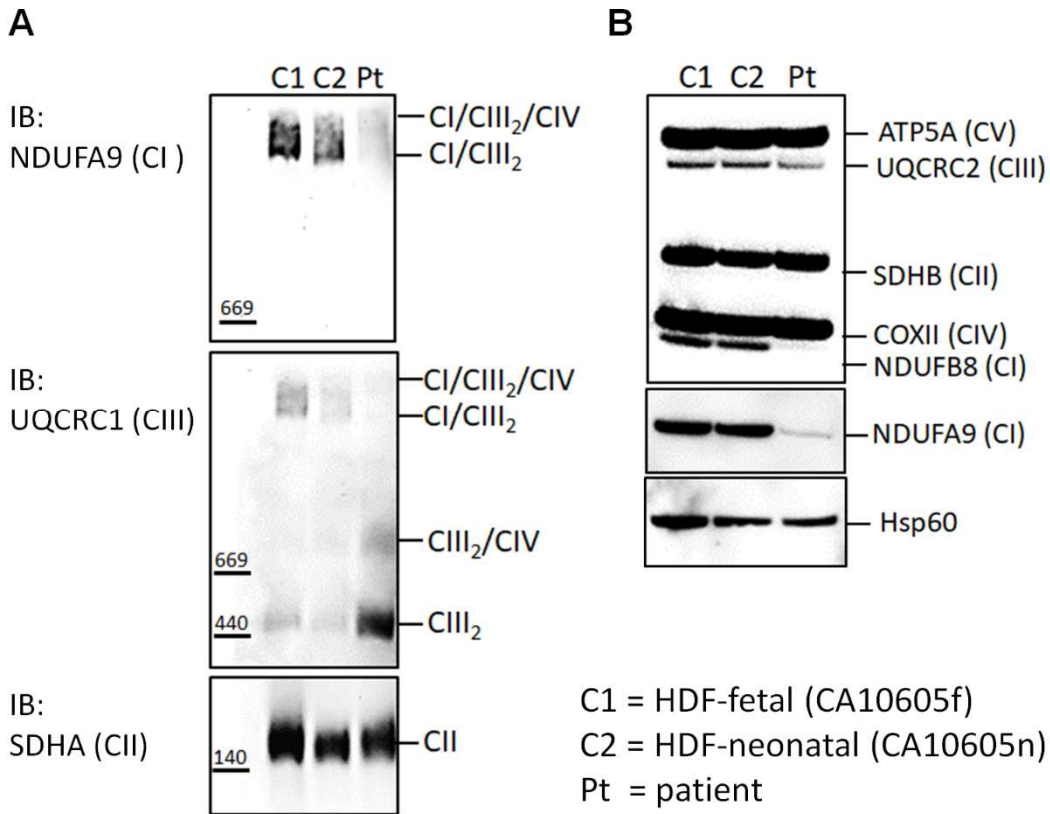 A
C1 C2 Pt
IB:
NDUFA9 (CI )
CI/CIII₂/CIV
CI/CIII₂
669
IB:
UQCRC1 (CIII)
CI/CIII₂/CIV
CI/CIII₂
CIII₂/CIV
669
440
CIII₂
IB:
SDHA (CII)
CII
140
B
C1 C2 Pt
ATP5A (CV)
UQCRC2 (CIII)
SDHB (CII)
COXII (CIV)
NDUFB8 (CI)
NDUFA9 (CI)
Hsp60
C1 = HDF-fetal (CA10605f)
C2 = HDF-neonatal (CA10605n)
Pt = patient